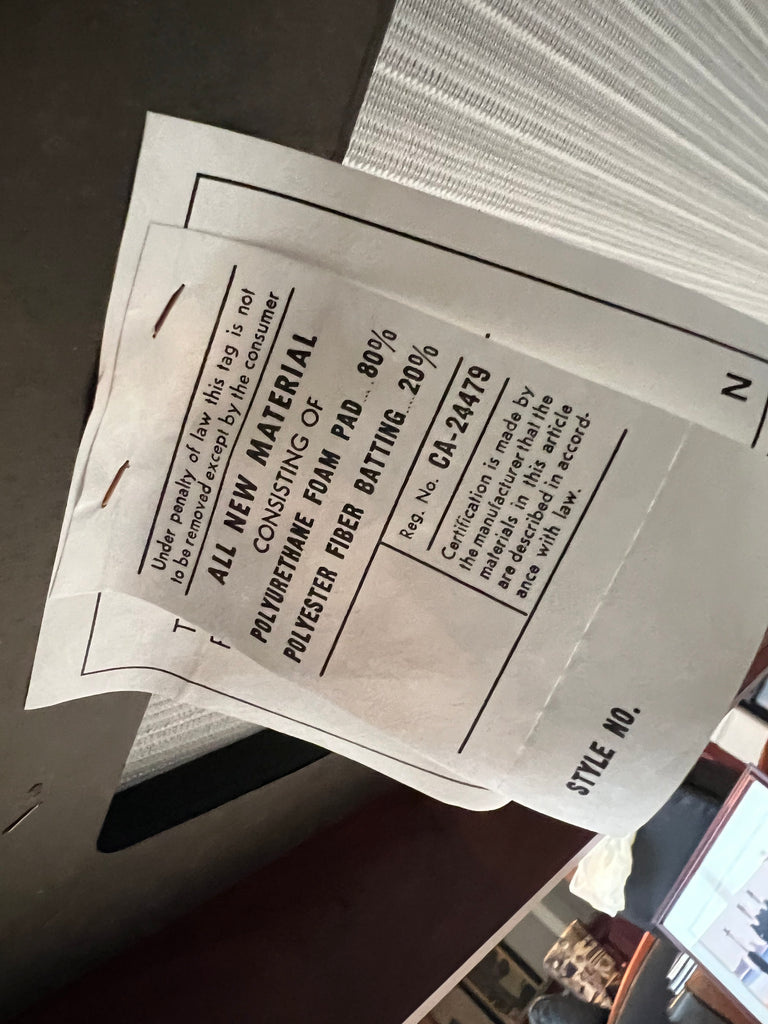 Under penalty of law this tag is not
to be removed except by the consumer
ALL NEW MATERIAL
CONSISTING OF
POLYURETHANE FOAM PAD 80%
POLYESTER FIBER BATTING 20%
Reg. No. CA-24479
Certification is made by
the manufacturer that the
materials in this article
are described in accord-
ance with law.
STYLE NO.
N
T